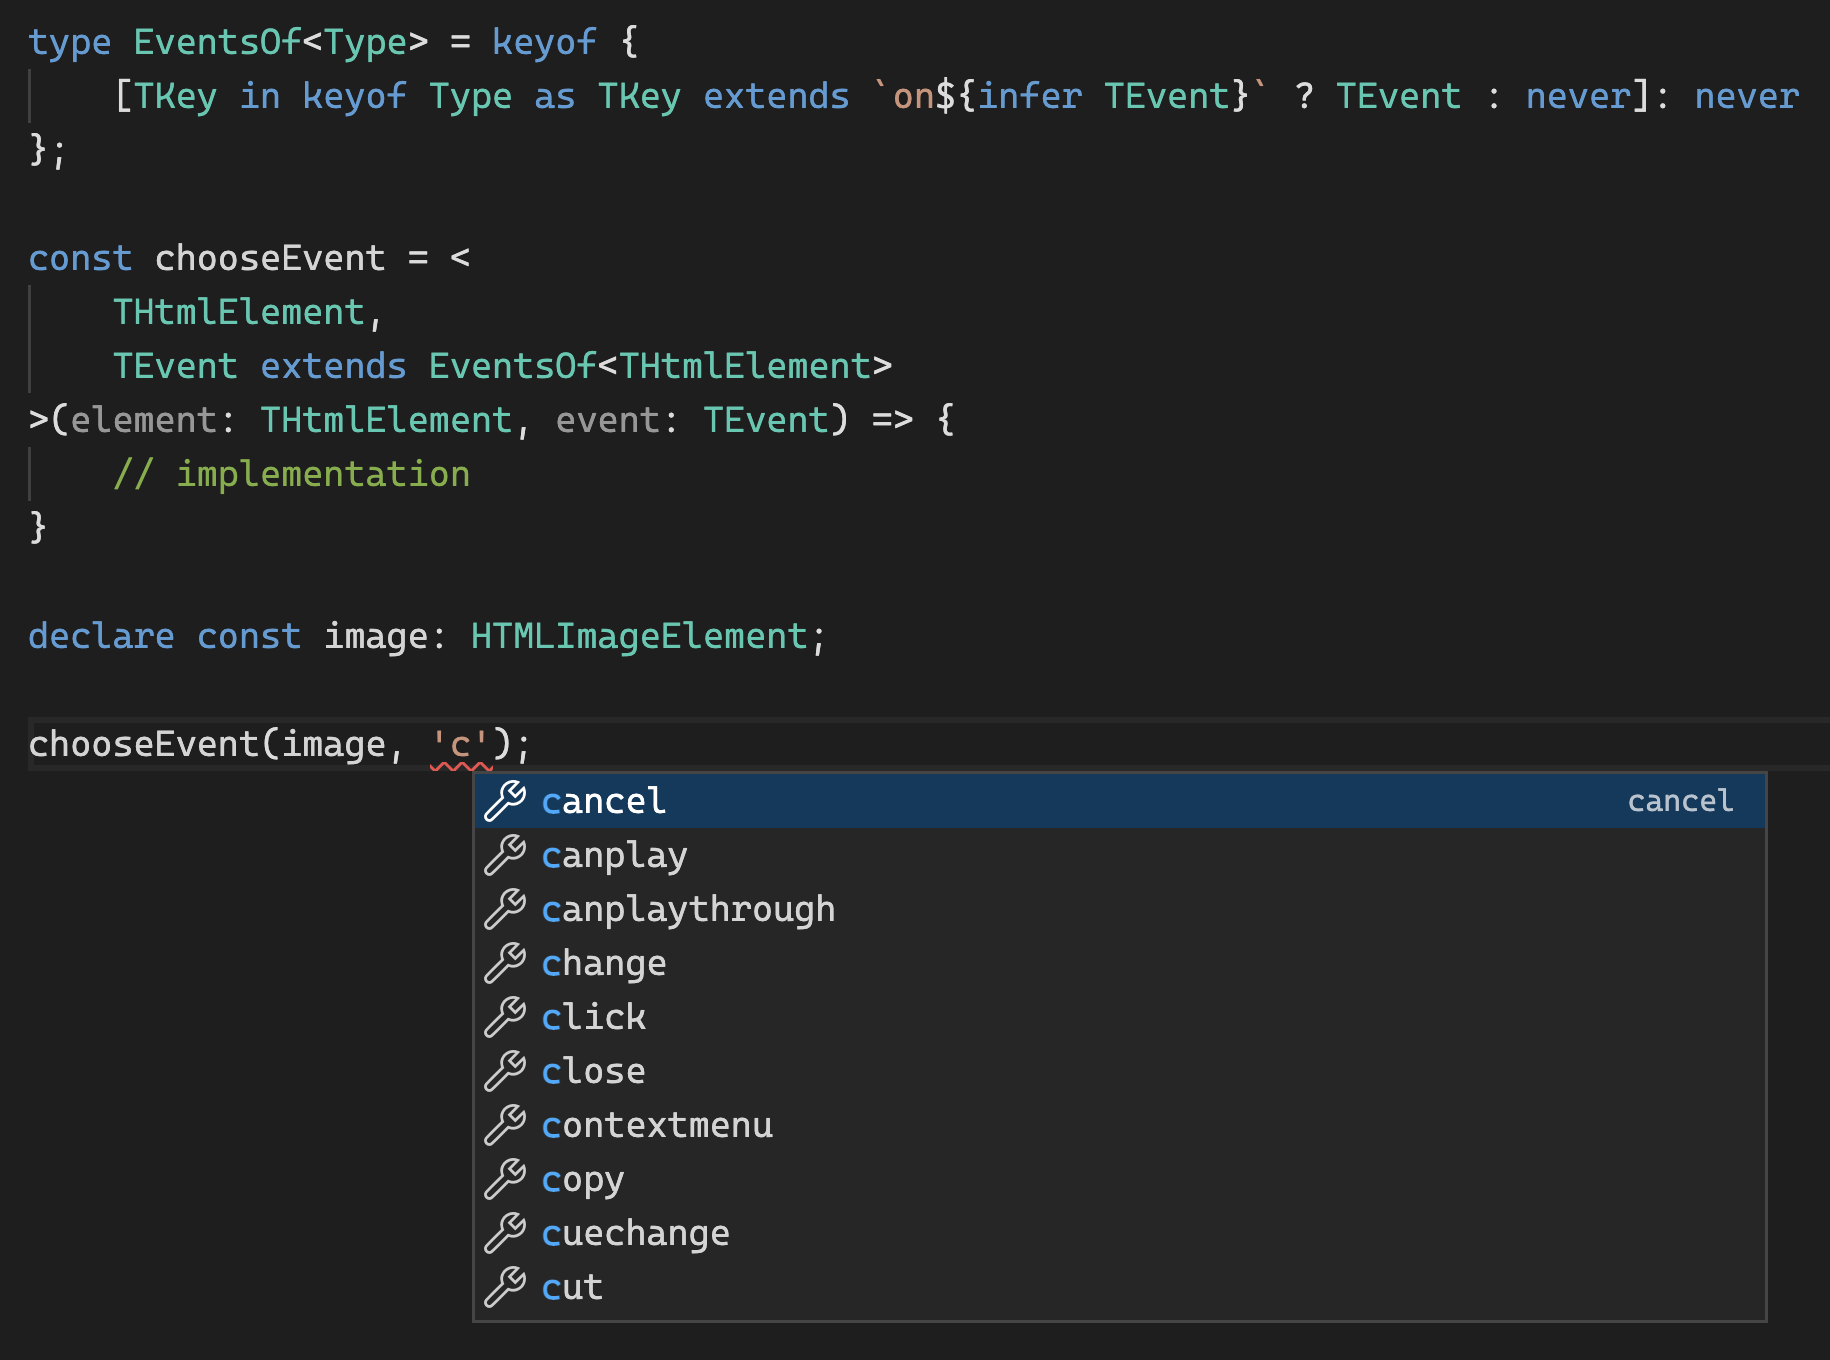 type EventsOf<Type> = keyof {
    [TKey in keyof Type as TKey extends `on${infer TEvent}` ? TEvent : never]: never
};
const chooseEvent = <
    THtmlElement,
    TEvent extends EventsOf<THtmlElement>
>(element: THtmlElement, event: TEvent) => {
    // implementation
}
declare const image: HTMLImageElement;
chooseEvent(image, 'c');
cancel cancel
canplay
canplaythrough
change
click
close
contextmenu
copy
cuechange
cut